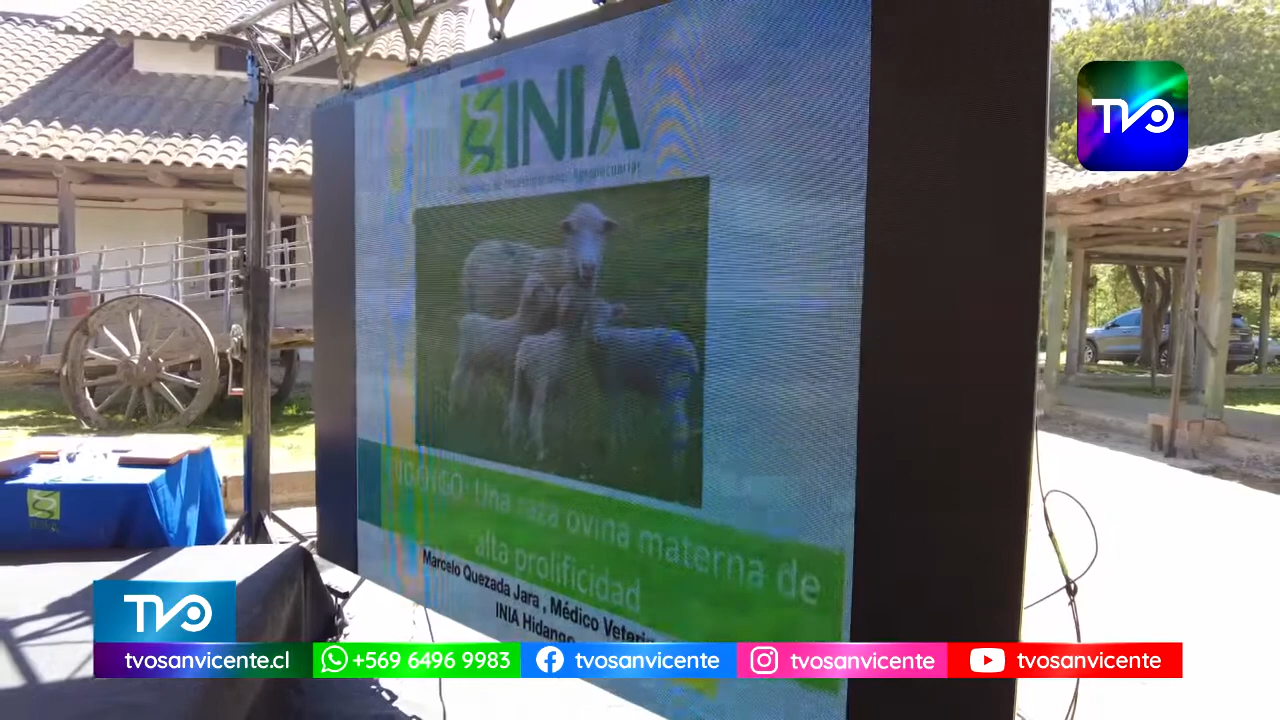 TVO
INIA
Una raza ovina materna de
alta prolificidad
Marcelo Quezada Jara , Médico
INIA Hidango
TVO
tvosanvicente.cl
+569 6496 9983
tvosanvicente
tvosanvicente
tvosanvicente